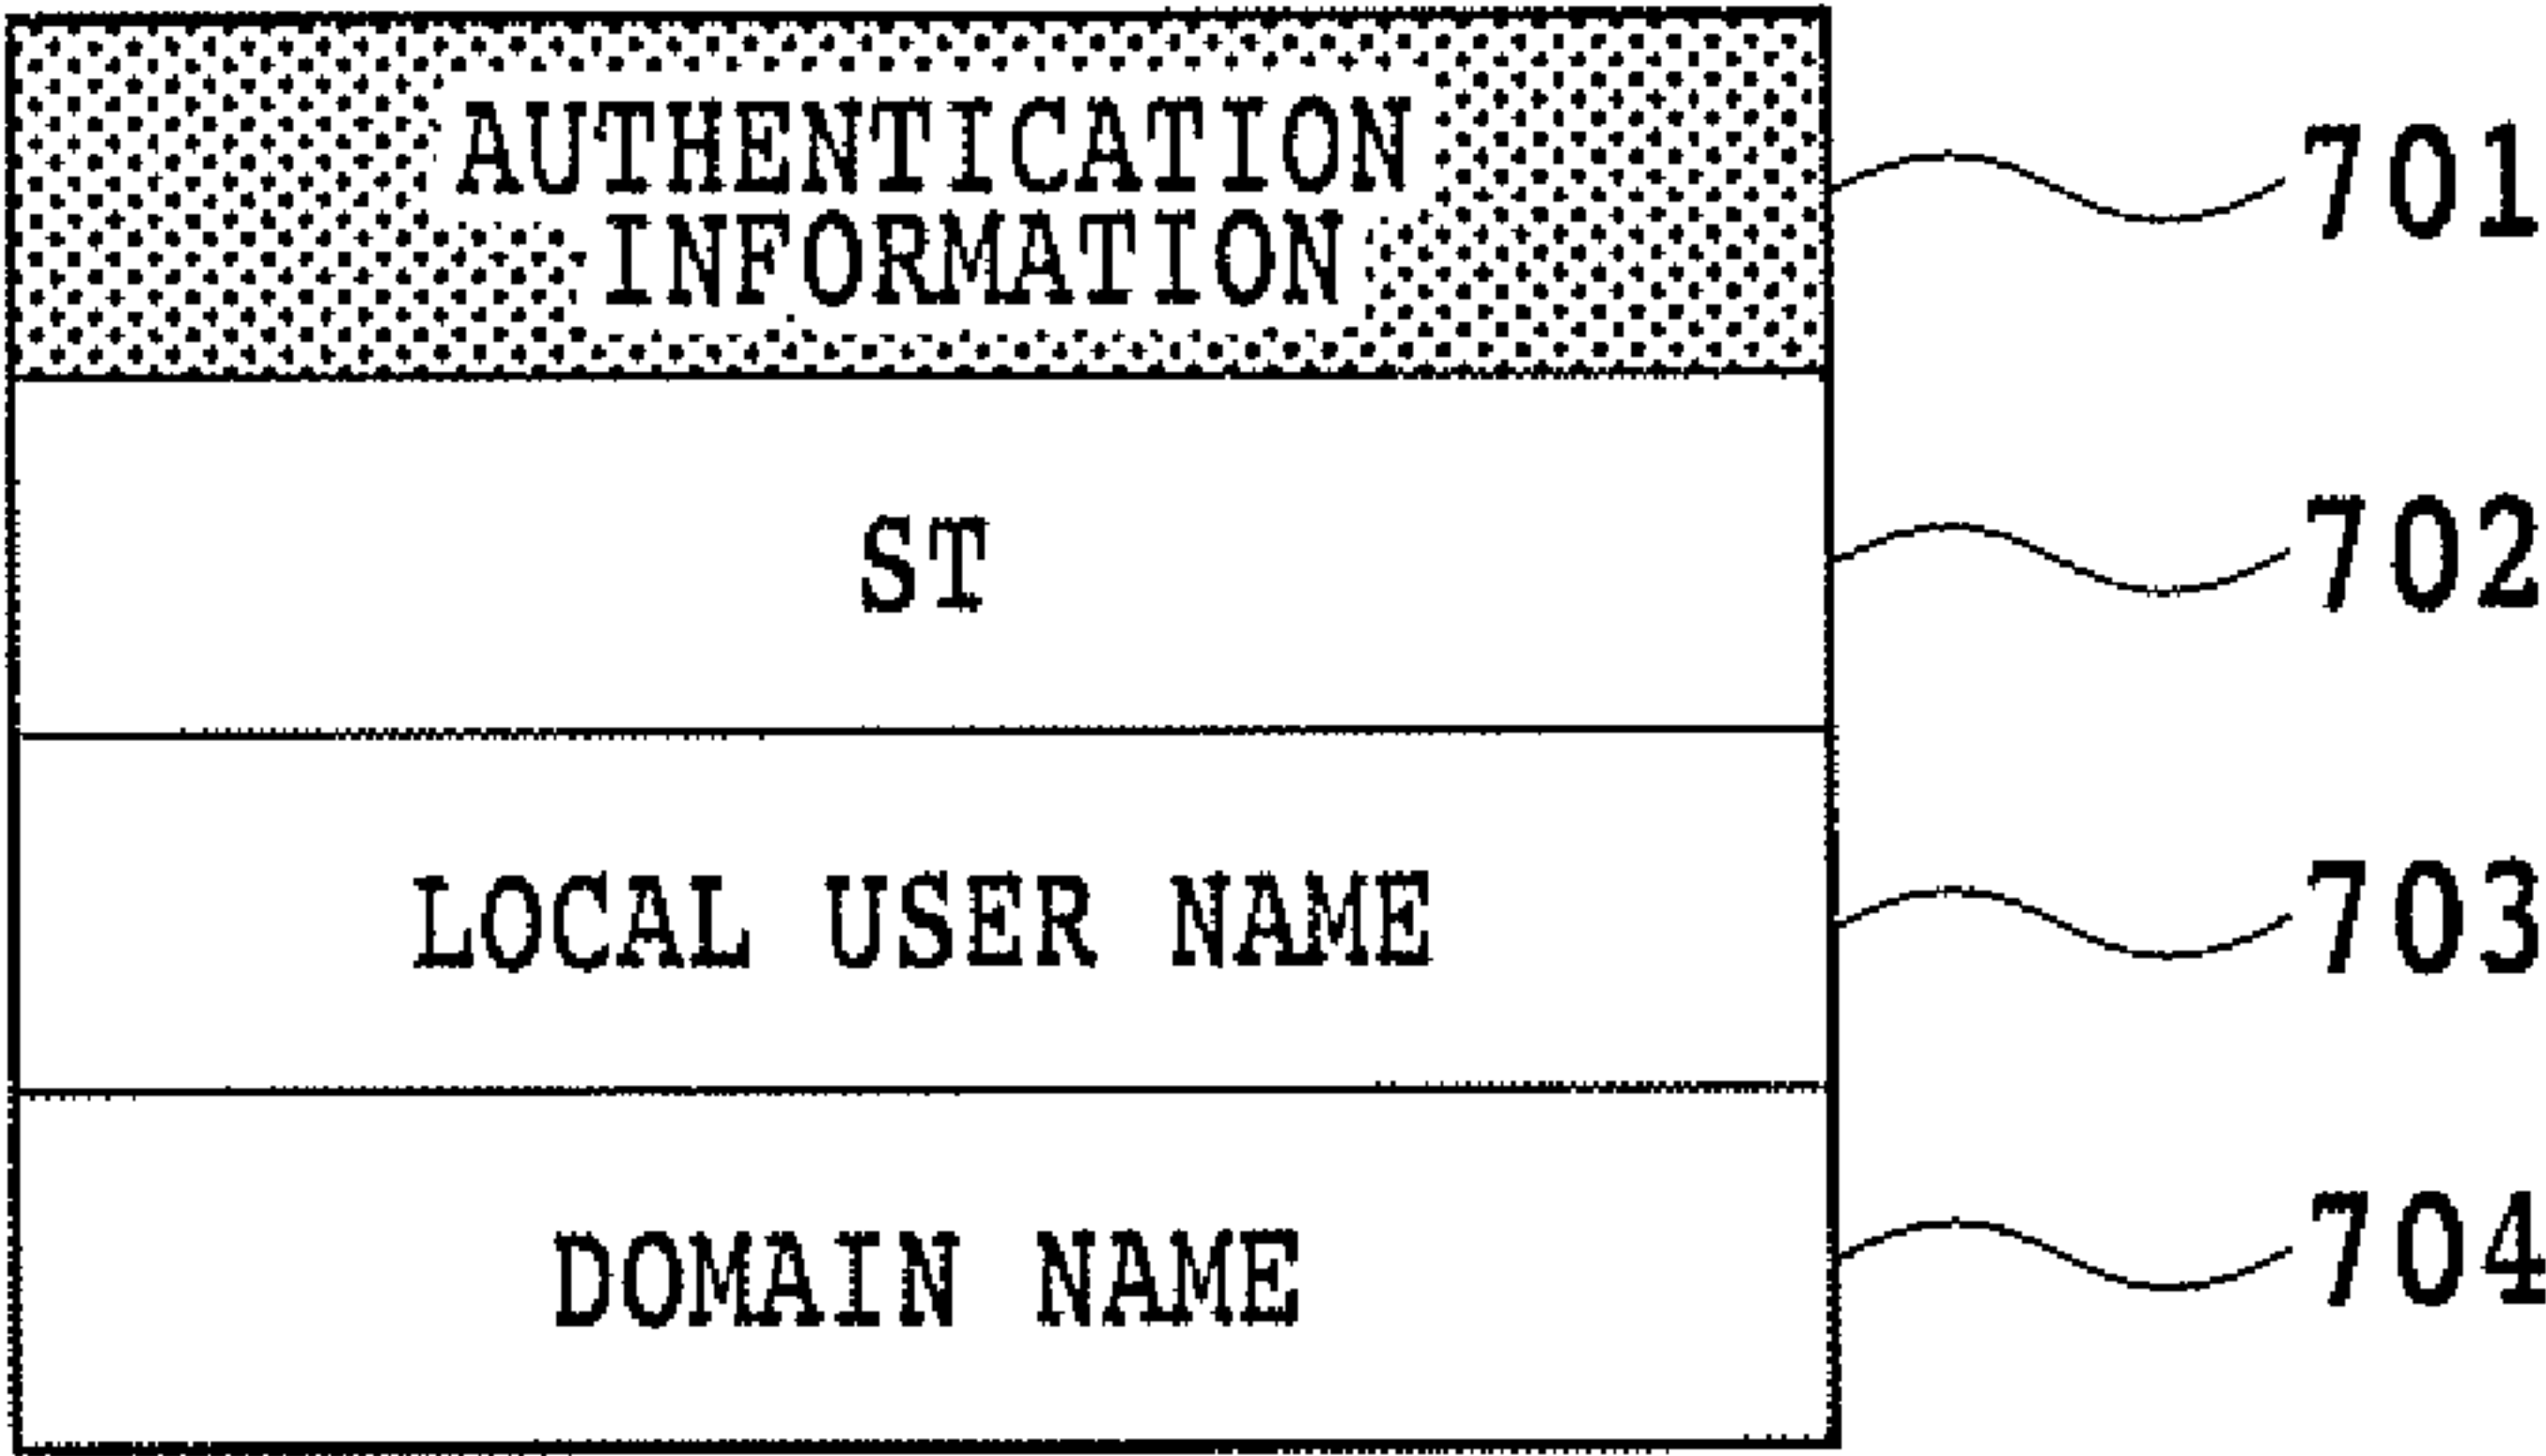 AUTHENTICATION 701
INFORMATION
ST 702
LOCAL USER NAME 703
DOMAIN NAME 704